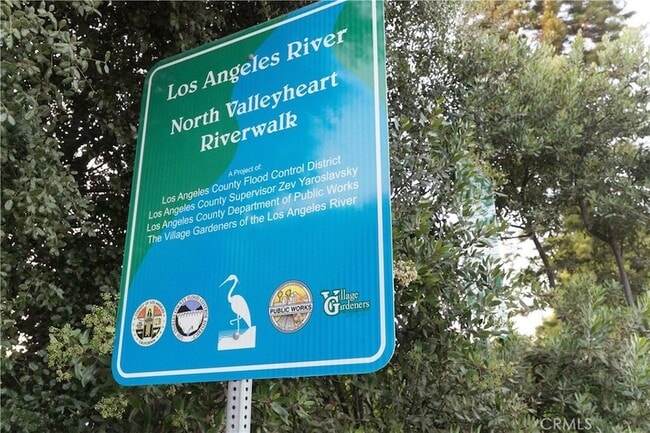 Los Angeles River
North Valleyheart
Riverwalk
A Project of:
Los Angeles County Flood Control District
Los Angeles County Supervisor Zev Yaroslavsky
Los Angeles County Department of Public Works
The Village Gardeners of the Los Angeles River
PUBLIC WORKS
Village
Gardeners
CRMLS